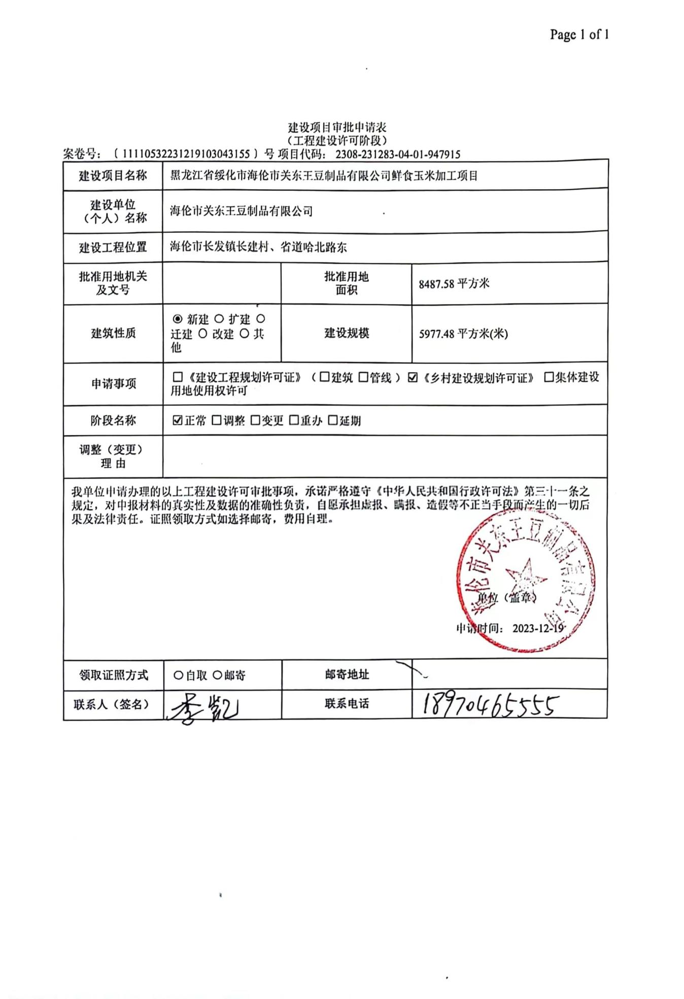 Page 1 of 1
建设项目审批申请表
（工程建设许可阶段）
案卷号：〔 11110532231219103043155 〕号 项目代码： 2308-231283-04-01-947915
建设项目名称 黑龙江省绥化市海伦市关东王豆制品有限公司鲜食玉米加工项目
建设单位
（个人）名称
海伦市关东王豆制品有限公司
建设工程位置 海伦市长发镇长建村、省道哈北路东
批准用地机关
及文号
批准用地
面积
8487.58 平方米
建筑性质
◉ 新建 ○ 扩建 ○
迁建 ○ 改建 ○ 其
他
建设规模 5977.48 平方米(米)
申请事项
☐《建设工程规划许可证》（☐建筑 ☐管线 ）☑《乡村建设规划许可证》 ☐集体建设
用地使用权许可
阶段名称 ☑正常 ☐调整 ☐变更 ☐重办 ☐延期
调整（变更）
理 由
我单位申请办理的以上工程建设许可审批事项，承诺严格遵守《中华人民共和国行政许可法》第三十一条之
规定，对申报材料的真实性及数据的准确性负责，自愿承担虚报、瞒报、造假等不正当手段而产生的一切后
果及法律责任。证照领取方式如选择邮寄，费用自理。
海伦市关东王豆制品有限公司
单位（盖章）
申请时间： 2023-12-19
领取证照方式 ○自取 ○邮寄 邮寄地址
联系人（签名） 李凯 联系电话 18970465555